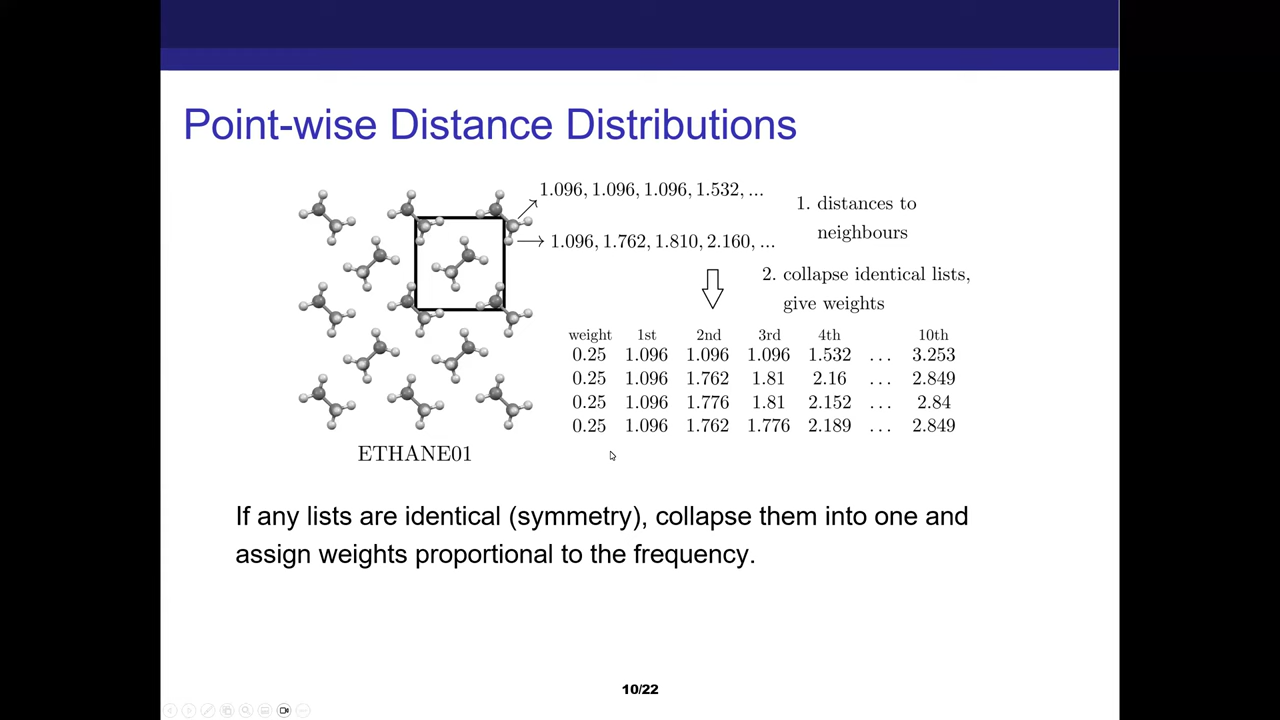 Point-wise Distance Distributions
1.096, 1.096, 1.096, 1.532, ...
1. distances to
neighbours
1.096, 1.762, 1.810, 2.160, ...
2. collapse identical lists,
give weights
weight 1st 2nd 3rd 4th 10th
0.25 1.096 1.096 1.096 1.532 ... 3.253
0.25 1.096 1.762 1.81 2.16 ... 2.849
0.25 1.096 1.776 1.81 2.152 ... 2.84
0.25 1.096 1.762 1.776 2.189 ... 2.849
ETHANE01
If any lists are identical (symmetry), collapse them into one and
assign weights proportional to the frequency.
10/22